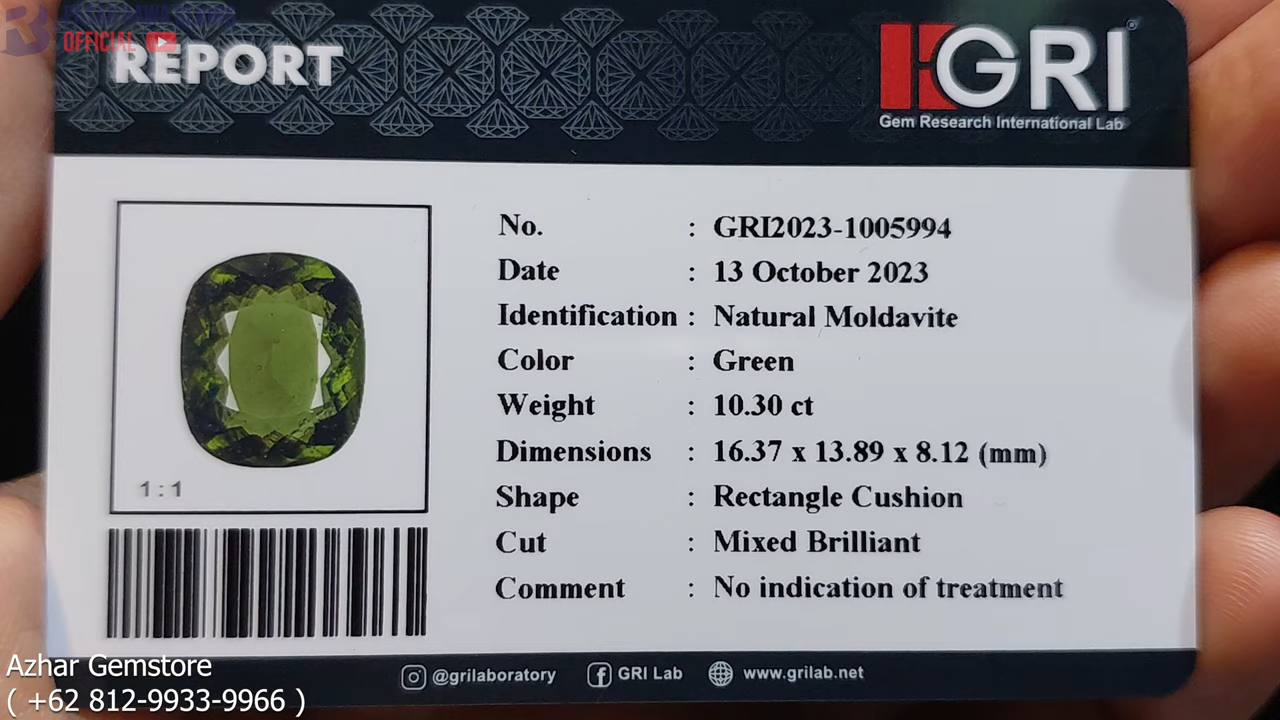 OFFICIAL
REPORT
GRI
Gem Research International Lab
No. : GRI2023-1005994
Date : 13 October 2023
Identification : Natural Moldavite
Color : Green
Weight : 10.30 ct
Dimensions : 16.37 x 13.89 x 8.12 (mm)
Shape : Rectangle Cushion
Cut : Mixed Brilliant
Comment : No indication of treatment
1 : 1
@grilaboratory GRI Lab www.grilab.net
Azhar Gemstore
( +62 812-9933-9966 )